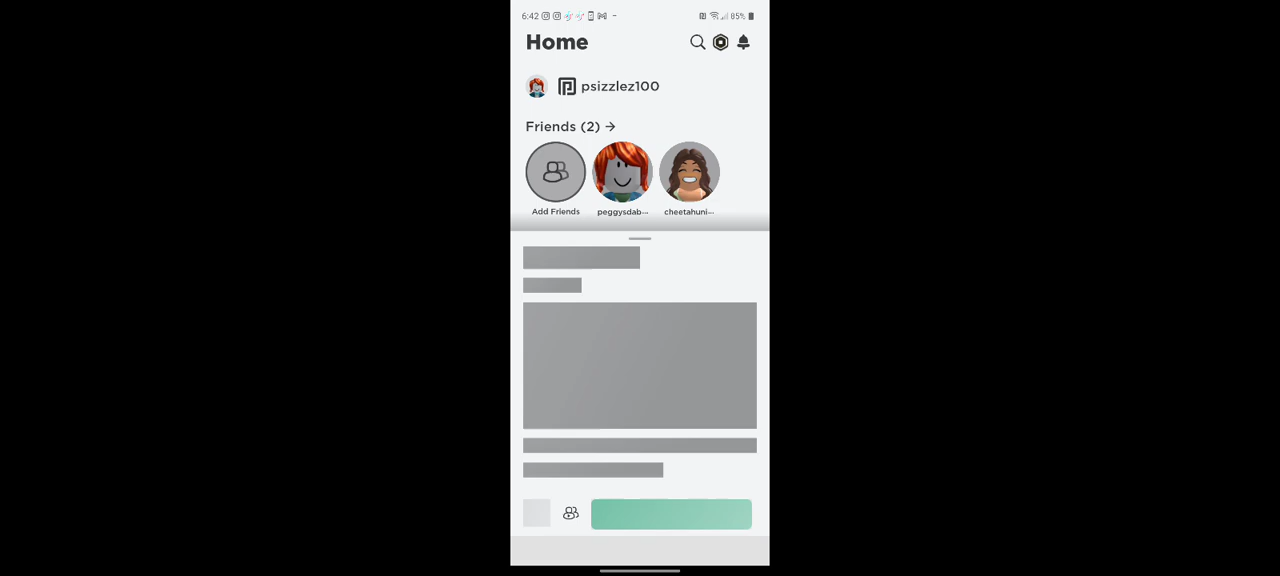 6:42
85%
Home
psizzlez100
Friends (2) →
Add Friends
peggysdab...
cheetahuni...